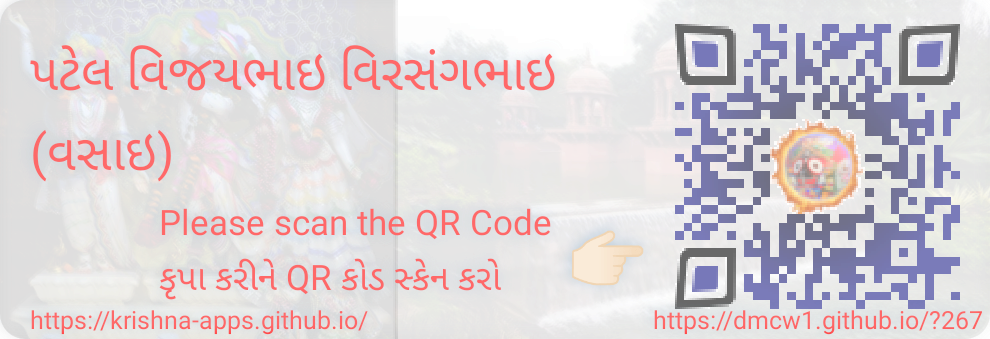 પટેલ વિજયભાઇ વિરસંગભાઇ
(વસાઇ)
Please scan the QR Code
કૃપા કરીને QR કોડ સ્કેન કરો
https://krishna-apps.github.io/
https://dmcw1.github.io/?267